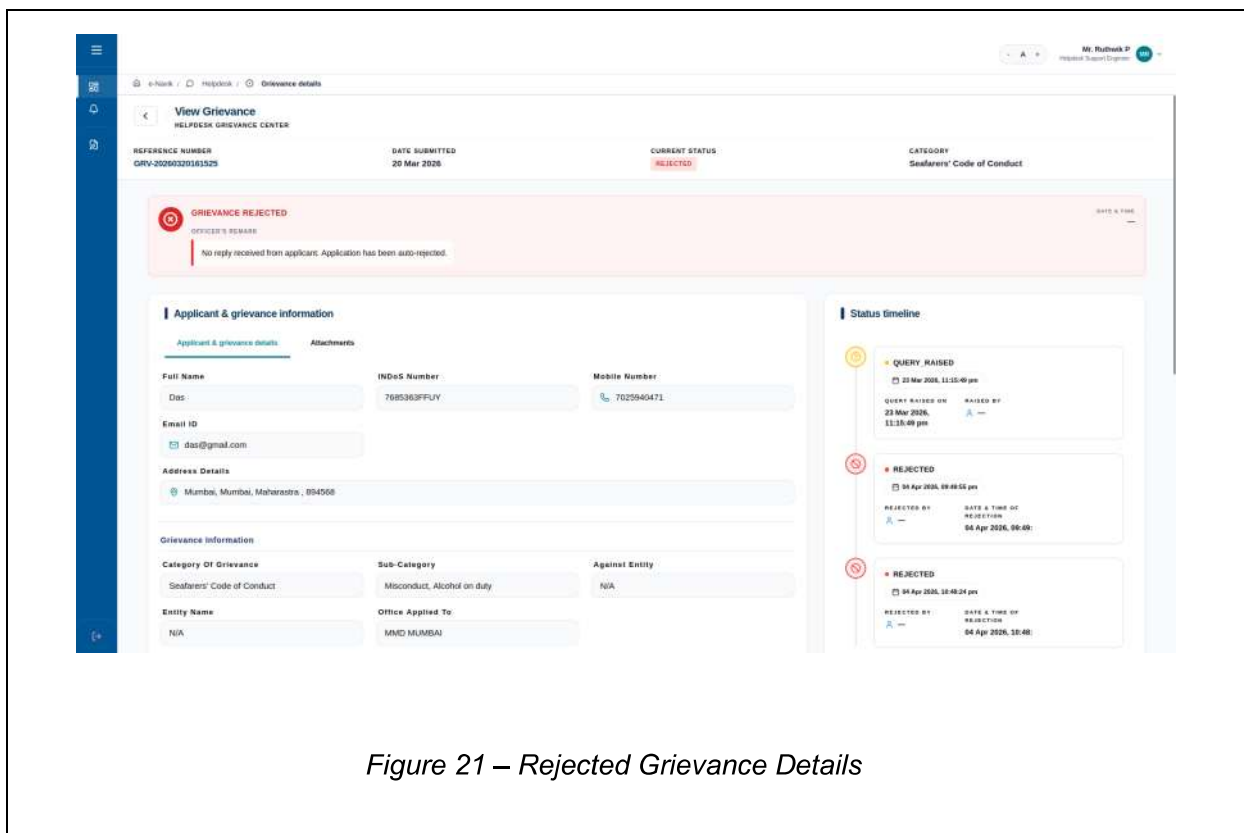 - A +
Mr. Ruthwik P
Helpdesk Support Engineer
e-Navik / Helpdesk / Grievance details
View Grievance
HELPDESK GRIEVANCE CENTER
REFERENCE NUMBER DATE SUBMITTED CURRENT STATUS CATEGORY
GRV-20260320161525 20 Mar 2026 REJECTED Seafarers' Code of Conduct
GRIEVANCE REJECTED
DATE & TIME
—
OFFICER'S REMARK
No reply received from applicant. Application has been auto-rejected.
Applicant & grievance information
Applicant & grievance details Attachments
Full Name INDoS Number Mobile Number
Das 7685363FFUY 7025940471
Email ID
das@gmail.com
Address Details
Mumbai, Mumbai, Maharastra , 894568
Grievance Information
Category Of Grievance Sub-Category Against Entity
Seafarers' Code of Conduct Misconduct, Alcohol on duty N/A
Entity Name Office Applied To
N/A MMD MUMBAI
Status timeline
QUERY_RAISED
23 Mar 2026, 11:15:49 pm
QUERY RAISED ON RAISED BY
23 Mar 2026, —
11:15:49 pm
REJECTED
04 Apr 2026, 09:49:55 pm
REJECTED BY DATE & TIME OF
— REJECTION
04 Apr 2026, 09:49:
REJECTED
04 Apr 2026, 10:48:24 pm
REJECTED BY DATE & TIME OF
— REJECTION
04 Apr 2026, 10:48:
Figure 21 – Rejected Grievance Details